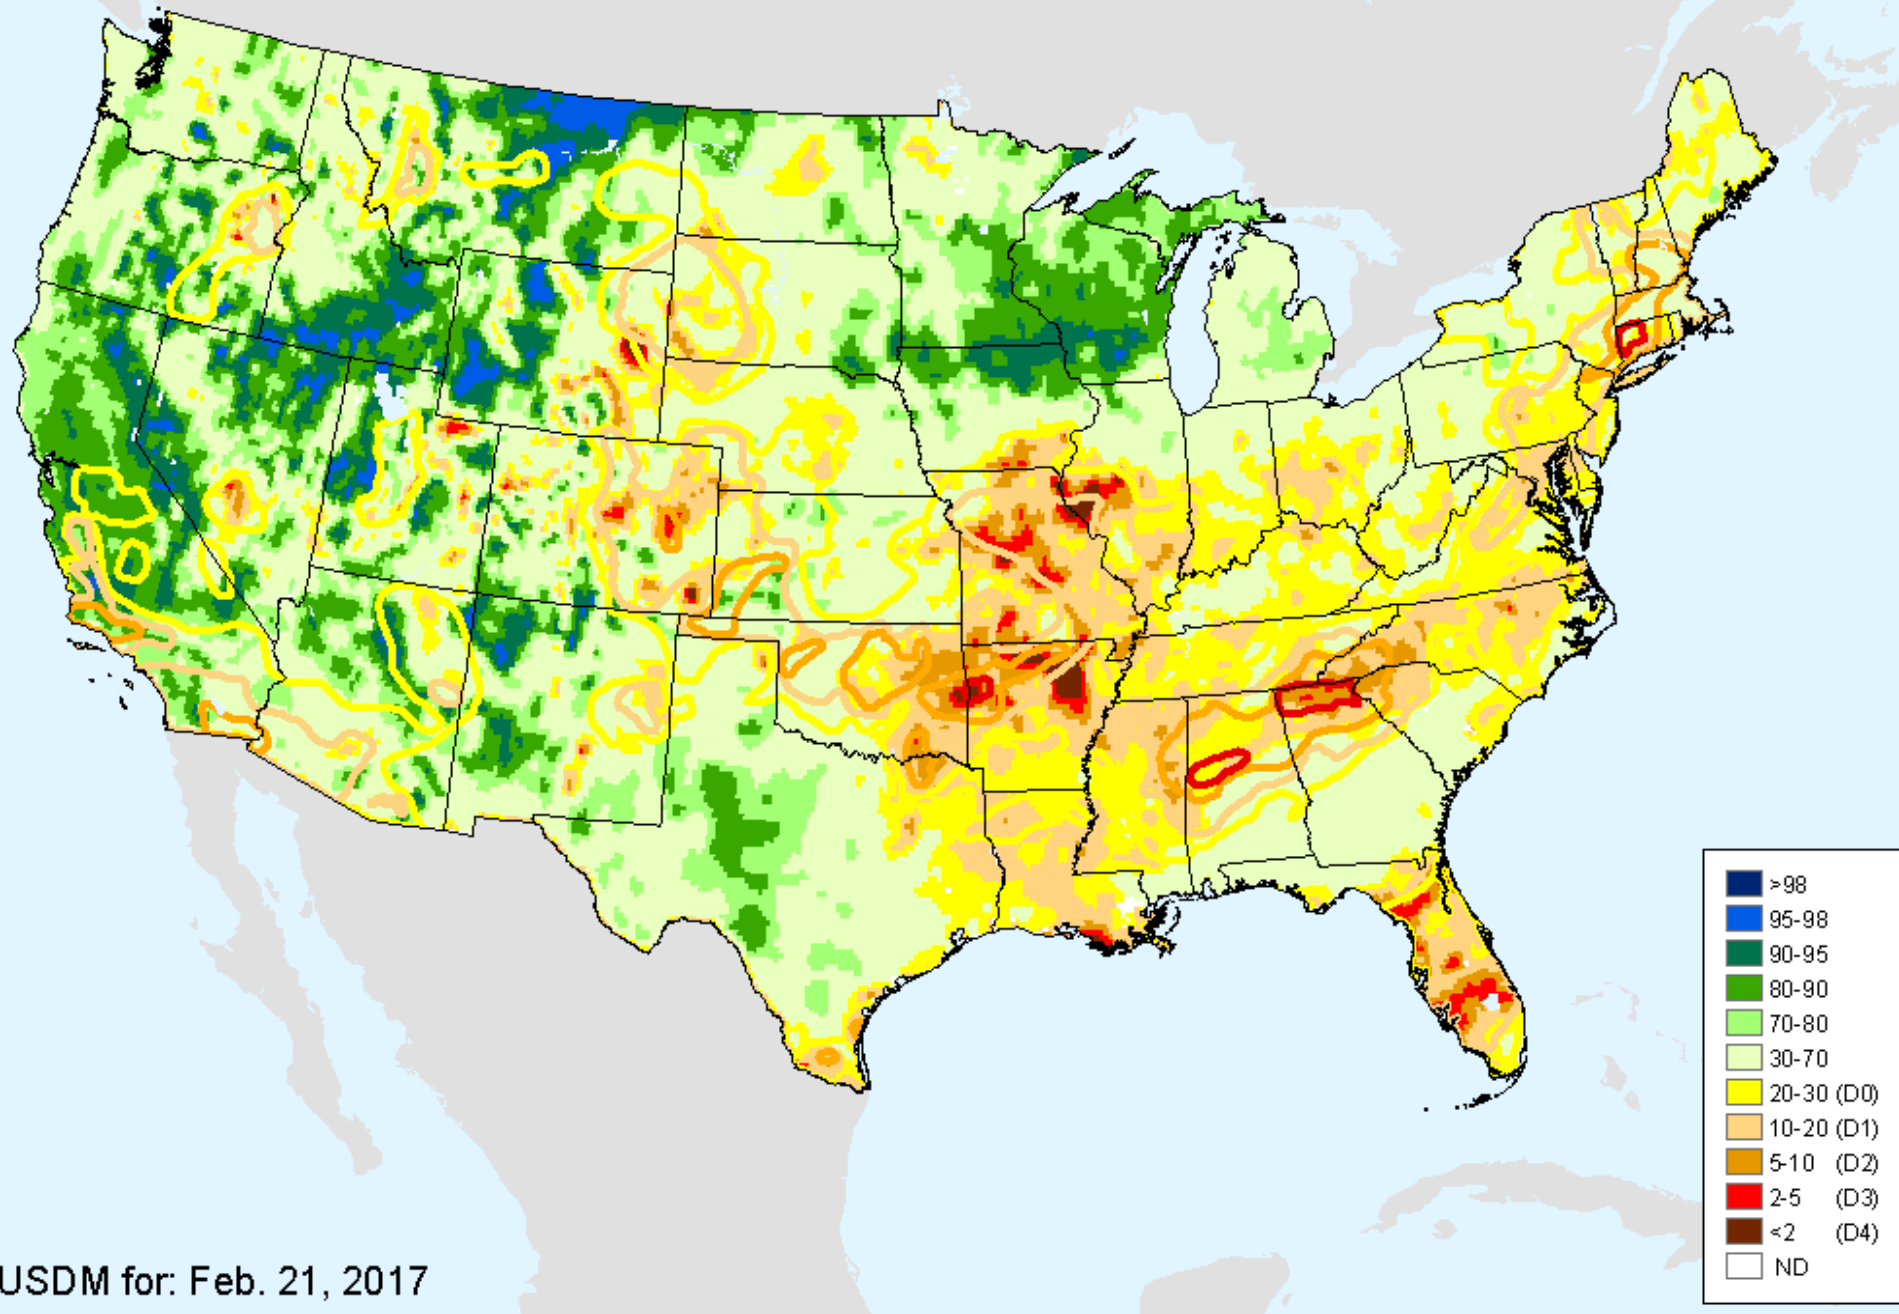 >98
95-98
90-95
80-90
70-80
30-70
20-30 (D0)
10-20 (D1)
5-10 (D2)
2-5 (D3)
<2 (D4)
ND
USDM for: Feb. 21, 2017